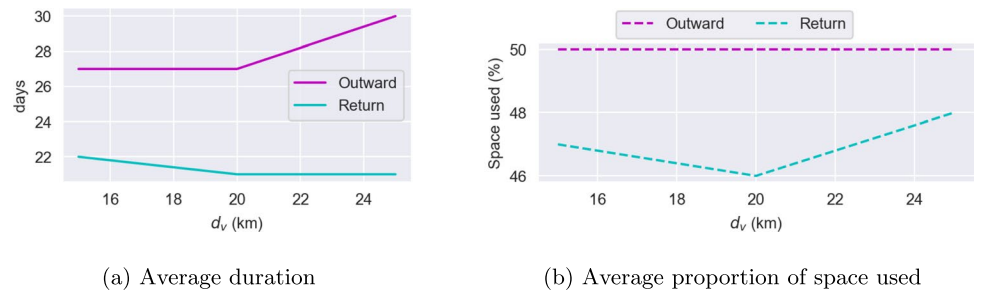 30
28
26
24
22
days
Outward
Return
16 18 20 22 24
d_v (km)
(a) Average duration
Outward Return
50
48
46
Space used (%)
16 18 20 22 24
d_v (km)
(b) Average proportion of space used